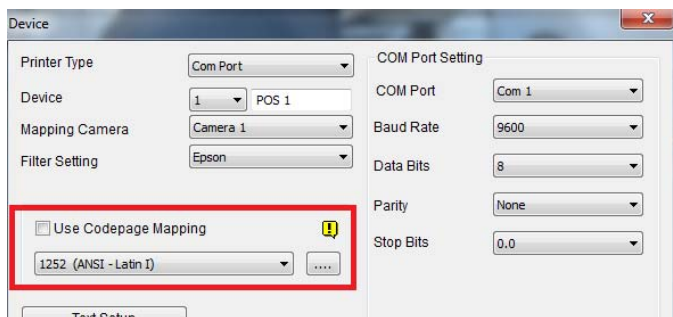 Device
Printer Type
Com Port
Device
1
POS 1
Mapping Camera
Camera 1
Filter Setting
Epson
Use Codepage Mapping
1252 (ANSI - Latin I)
....
Text Setup
COM Port Setting
COM Port
Com 1
Baud Rate
9600
Data Bits
8
Parity
None
Stop Bits
0.0